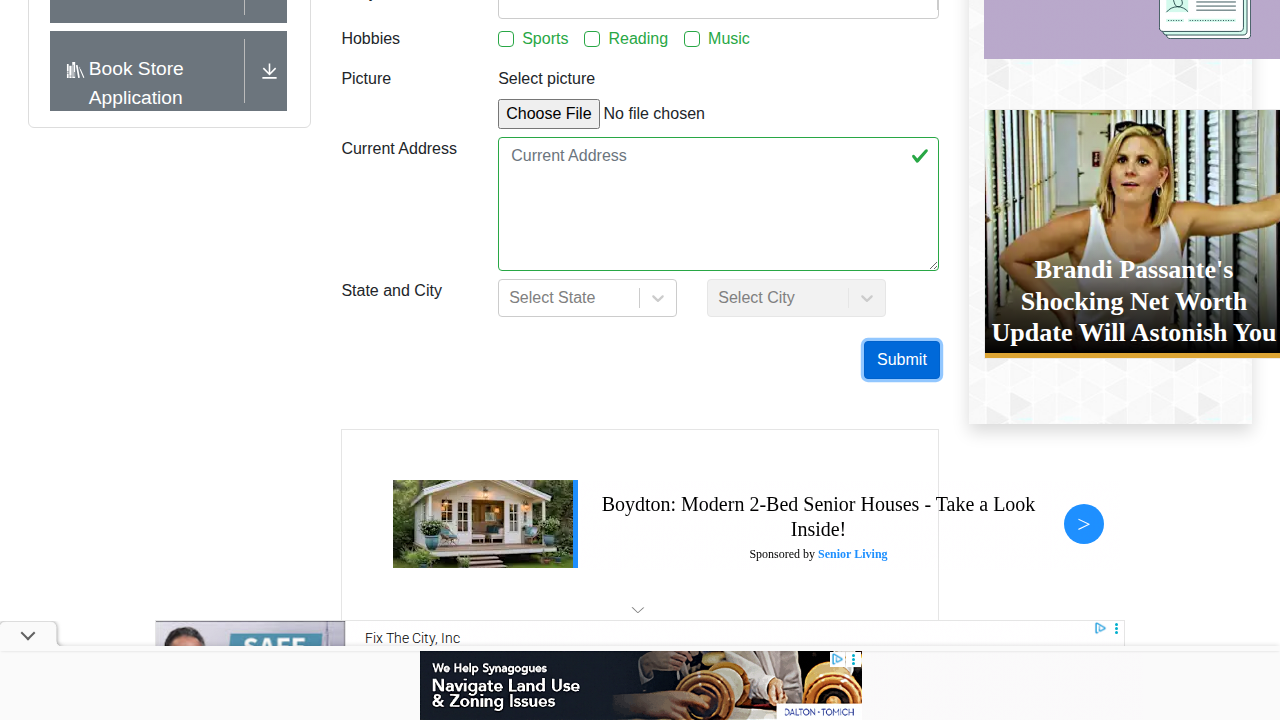 Book Store
Application
Hobbies
Sports
Reading
Music
Picture
Select picture
Choose File No file chosen
Current Address
Current Address
State and City
Select State
Select City
Submit
Brandi Passante's
Shocking Net Worth
Update Will Astonish You
Boydton: Modern 2-Bed Senior Houses - Take a Look
Inside!
Sponsored by Senior Living
>
Fix The City, Inc
SAFE
We Help Synagogues
Navigate Land Use
& Zoning Issues
DALTON + TOMICH